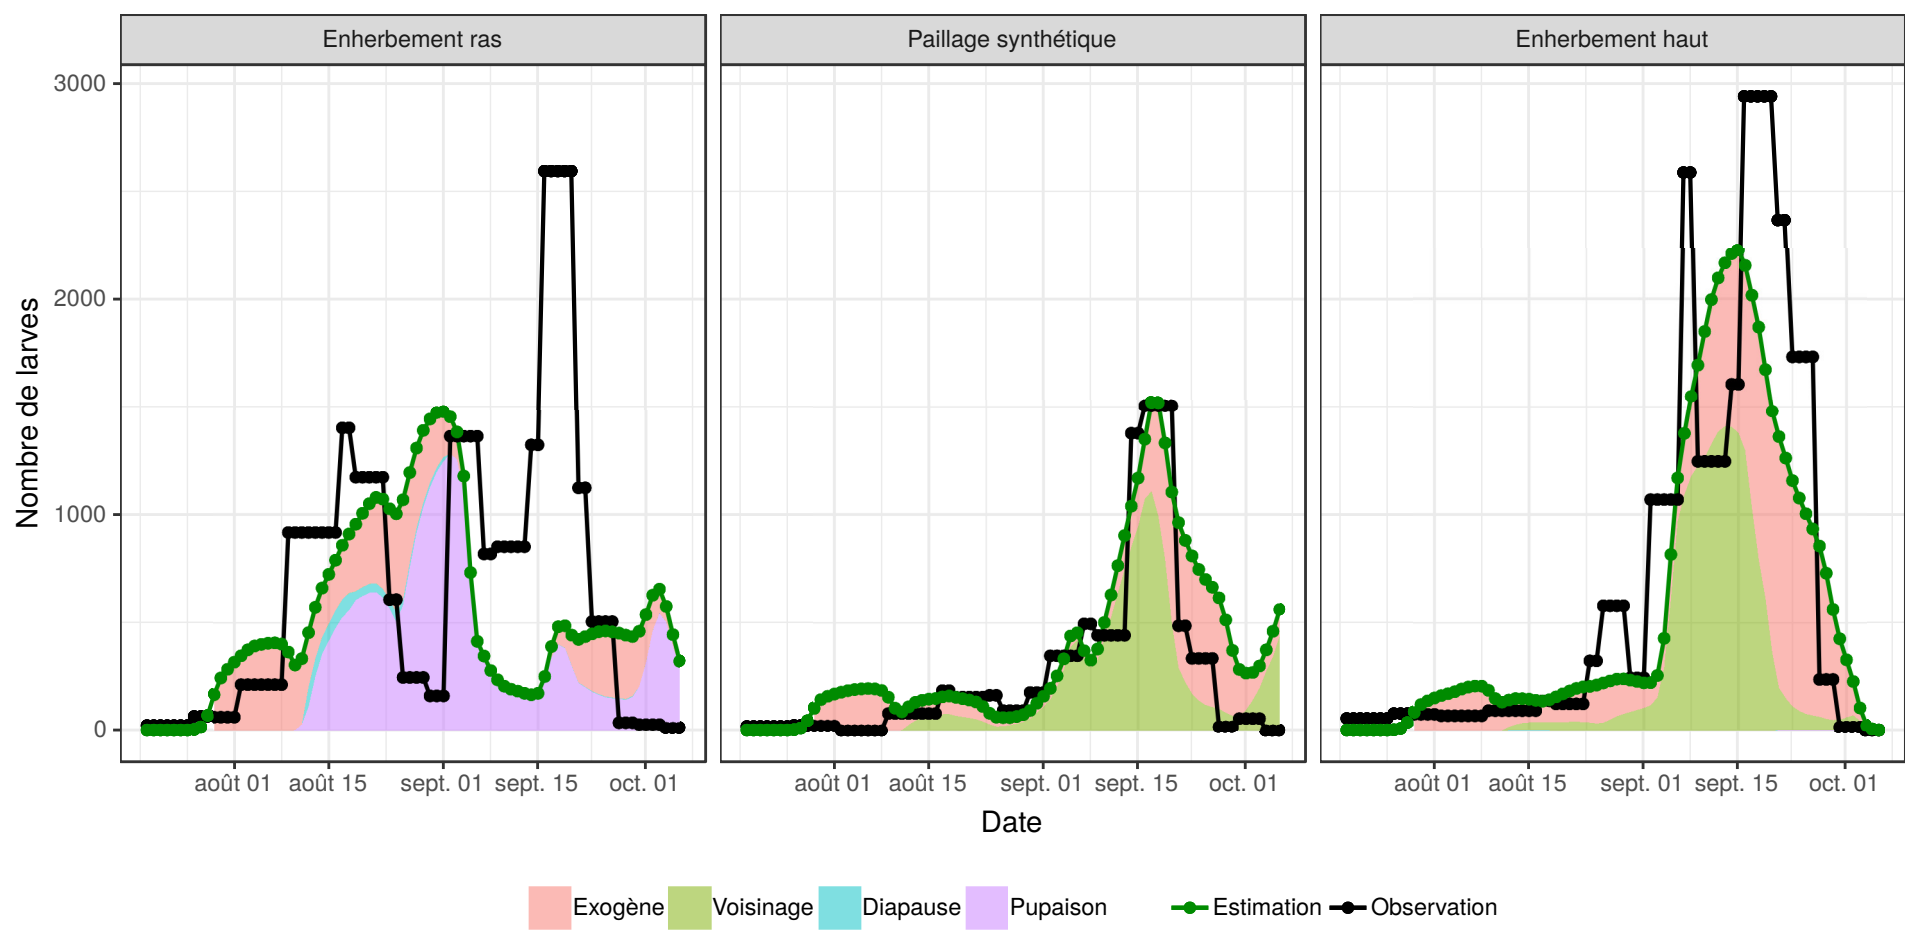 Enherbement ras
Paillage synthétique
Enherbement haut
Nombre de larves
3000
2000
1000
0
août 01 août 15 sept. 01 sept. 15 oct. 01
août 01 août 15 sept. 01 sept. 15 oct. 01
août 01 août 15 sept. 01 sept. 15 oct. 01
Date
Exogène Voisinage Diapause Pupaison Estimation Observation